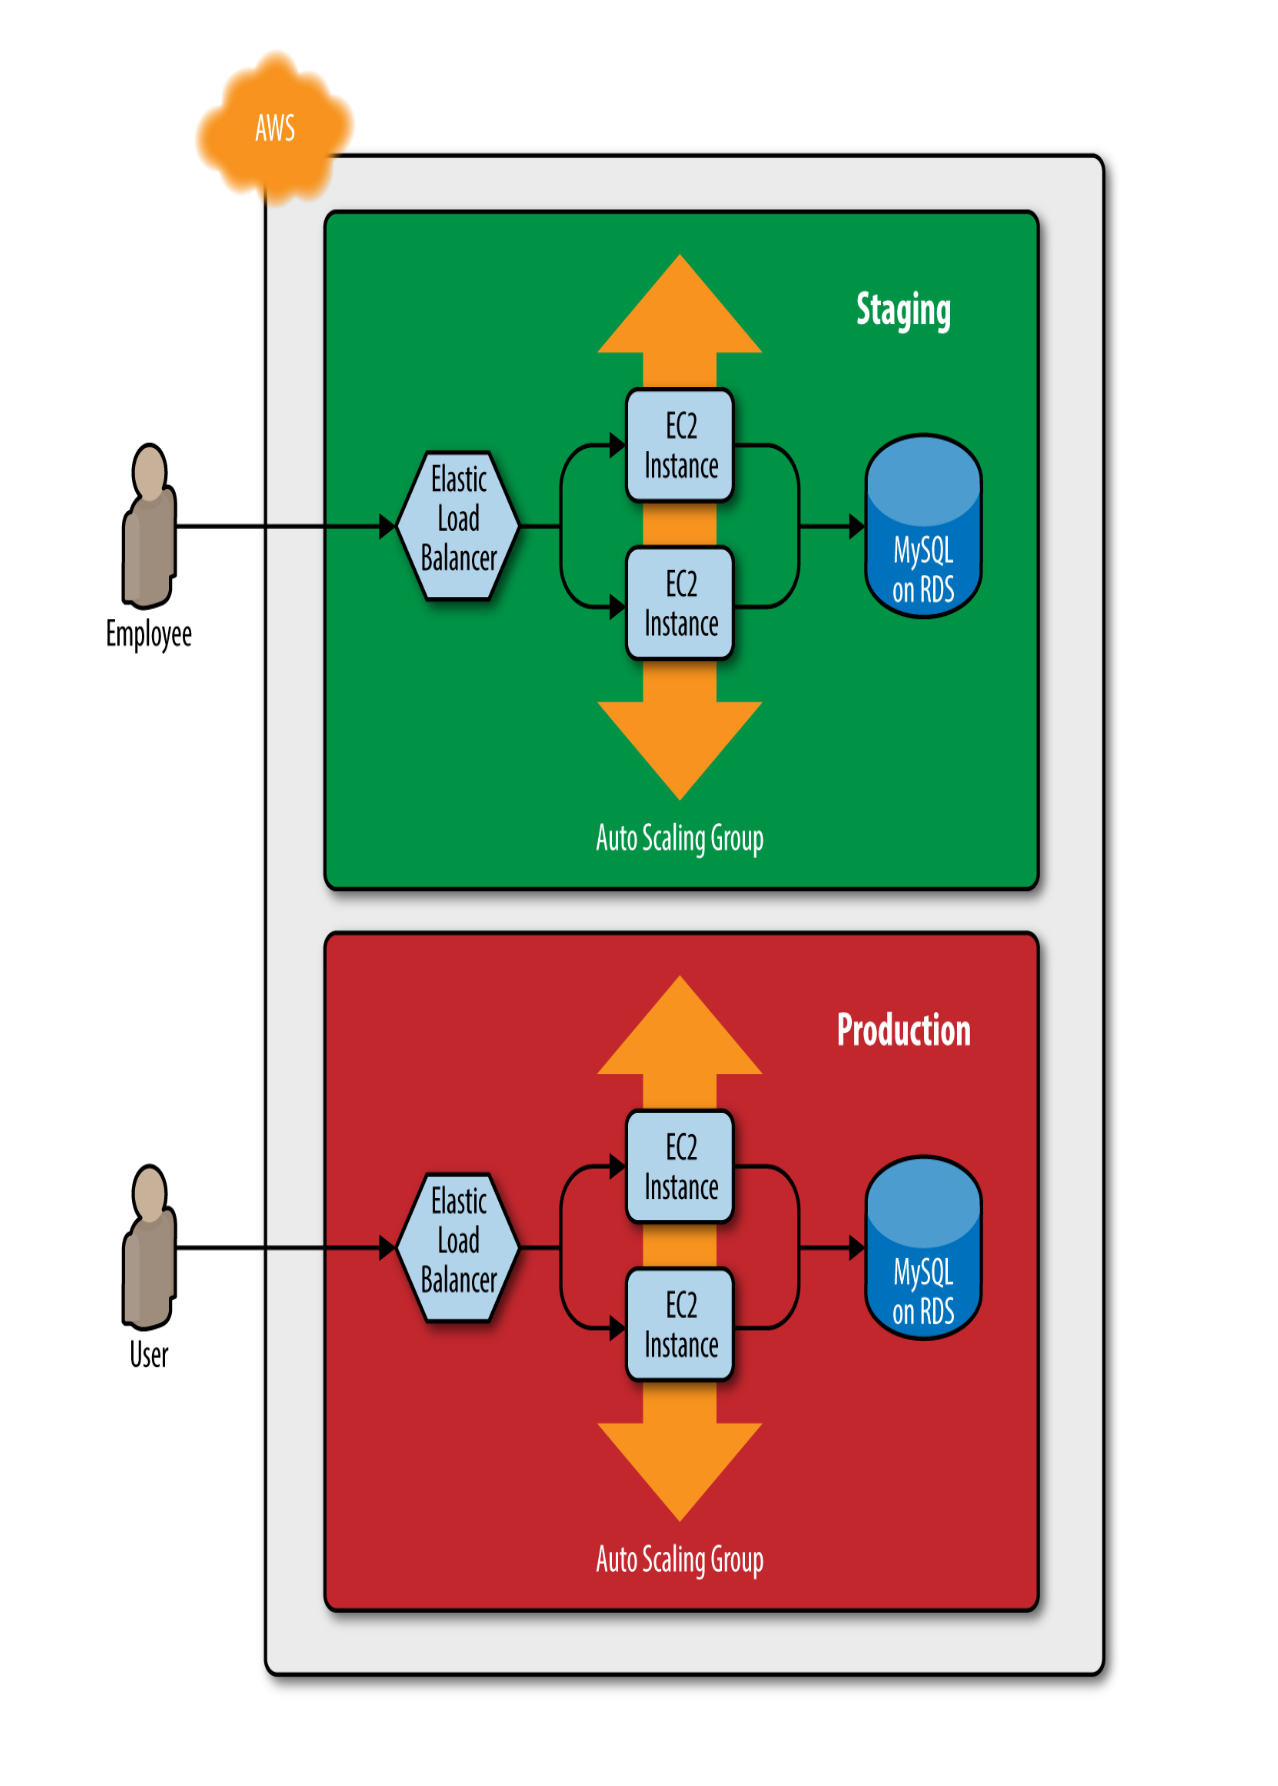 AWS
Staging
EC2
Instance
Elastic
Load
Balancer
EC2
Instance
MySQL
on RDS
Employee
Auto Scaling Group
Production
EC2
Instance
Elastic
Load
Balancer
EC2
Instance
MySQL
on RDS
User
Auto Scaling Group